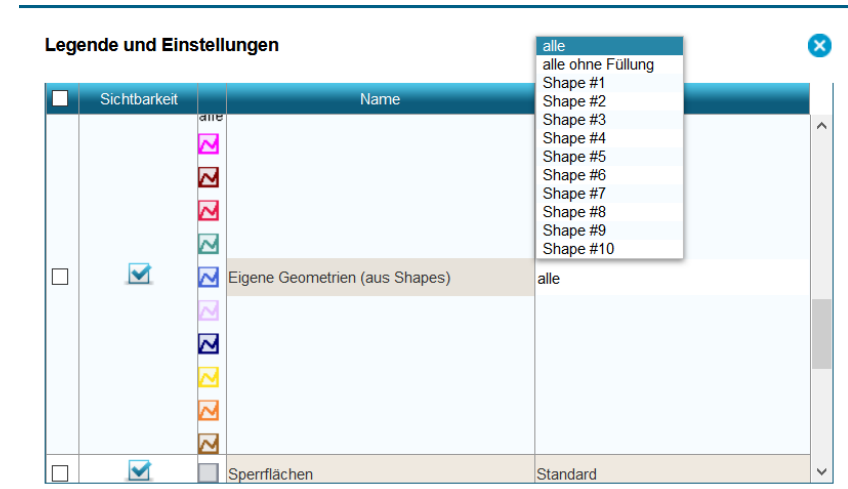 Legende und Einstellungen
alle
alle ohne Füllung
Shape #1
Shape #2
Shape #3
Shape #4
Shape #5
Shape #6
Shape #7
Shape #8
Shape #9
Shape #10
Sichtbarkeit Name
alle
Eigene Geometrien (aus Shapes) alle
Sperrflächen Standard